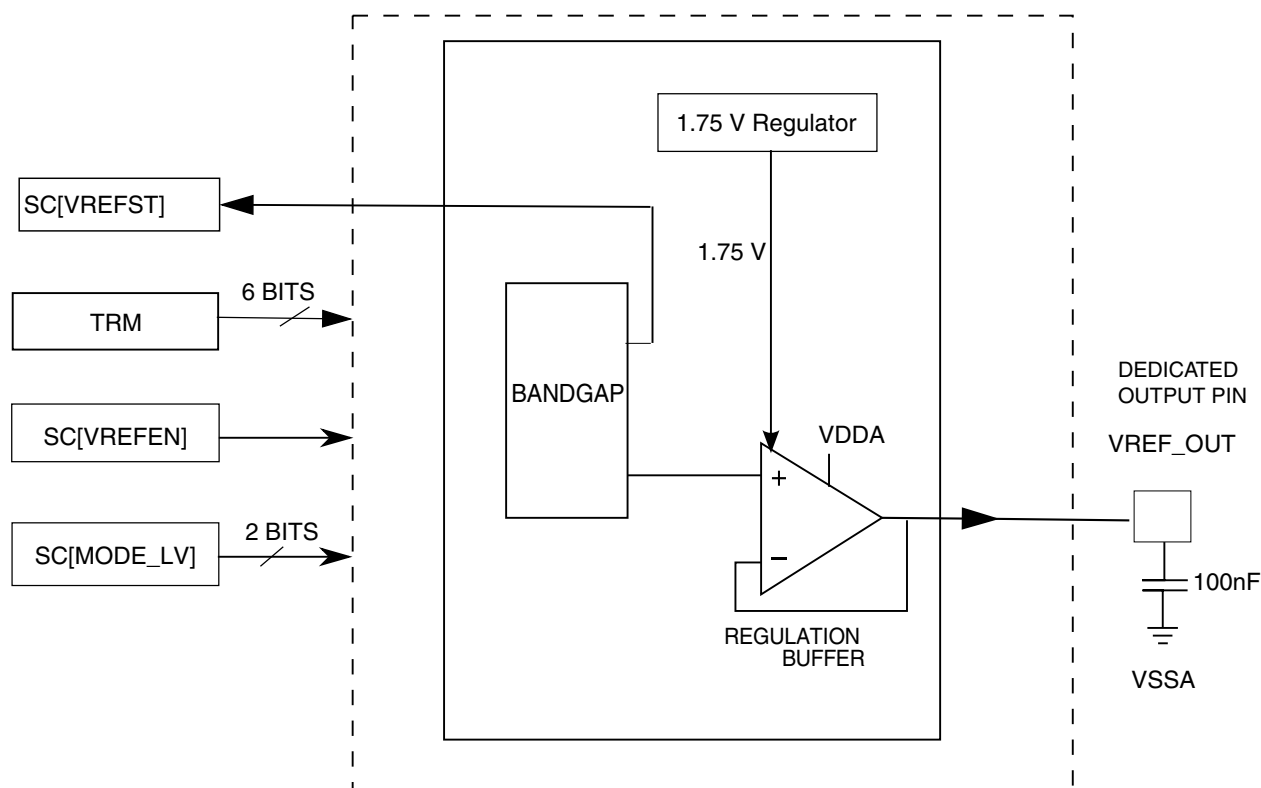 1.75 V Regulator
SC[VREFST]
1.75 V
6 BITS
TRM
BANDGAP
DEDICATED
OUTPUT PIN
SC[VREFEN]
VDDA
VREF_OUT
+
2 BITS
SC[MODE_LV]
−
100nF
REGULATION
BUFFER
VSSA